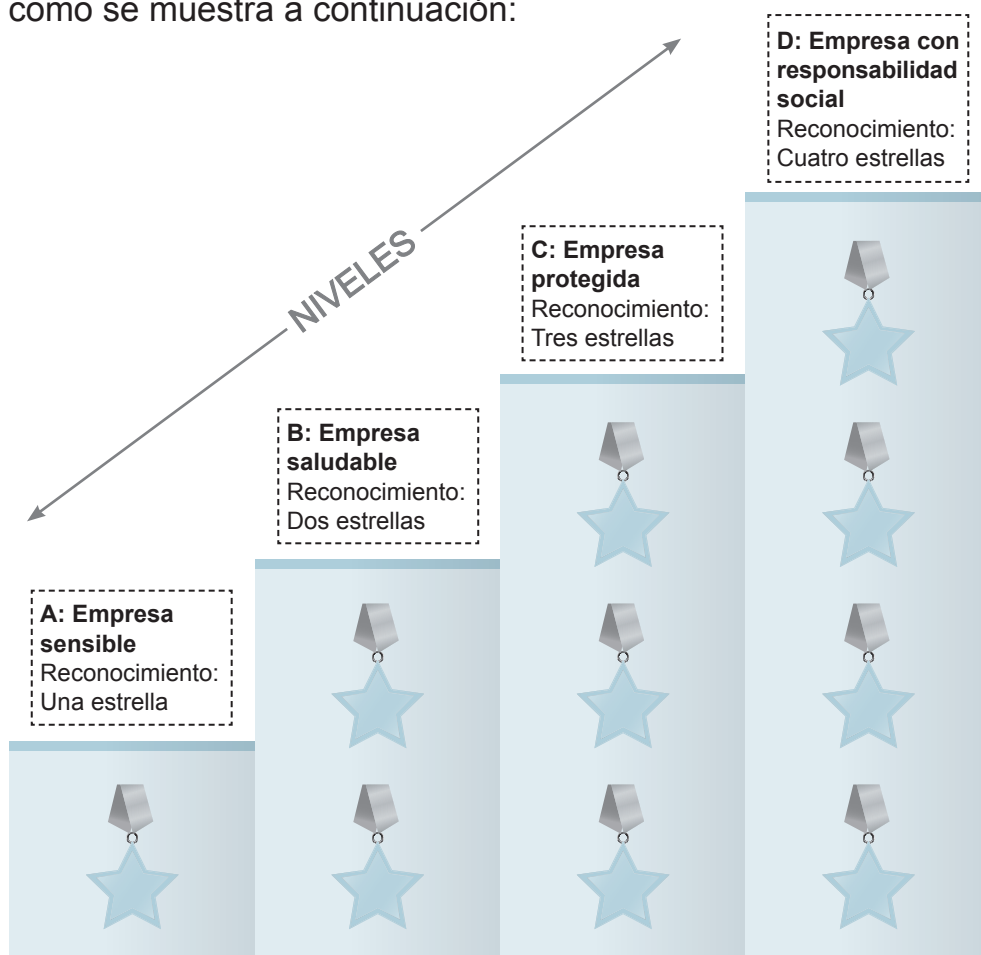 como se muestra a continuación:
D: Empresa con
responsabilidad
social
Reconocimiento:
Cuatro estrellas
NIVELES
C: Empresa
protegida
Reconocimiento:
Tres estrellas
B: Empresa
saludable
Reconocimiento:
Dos estrellas
A: Empresa
sensible
Reconocimiento:
Una estrella